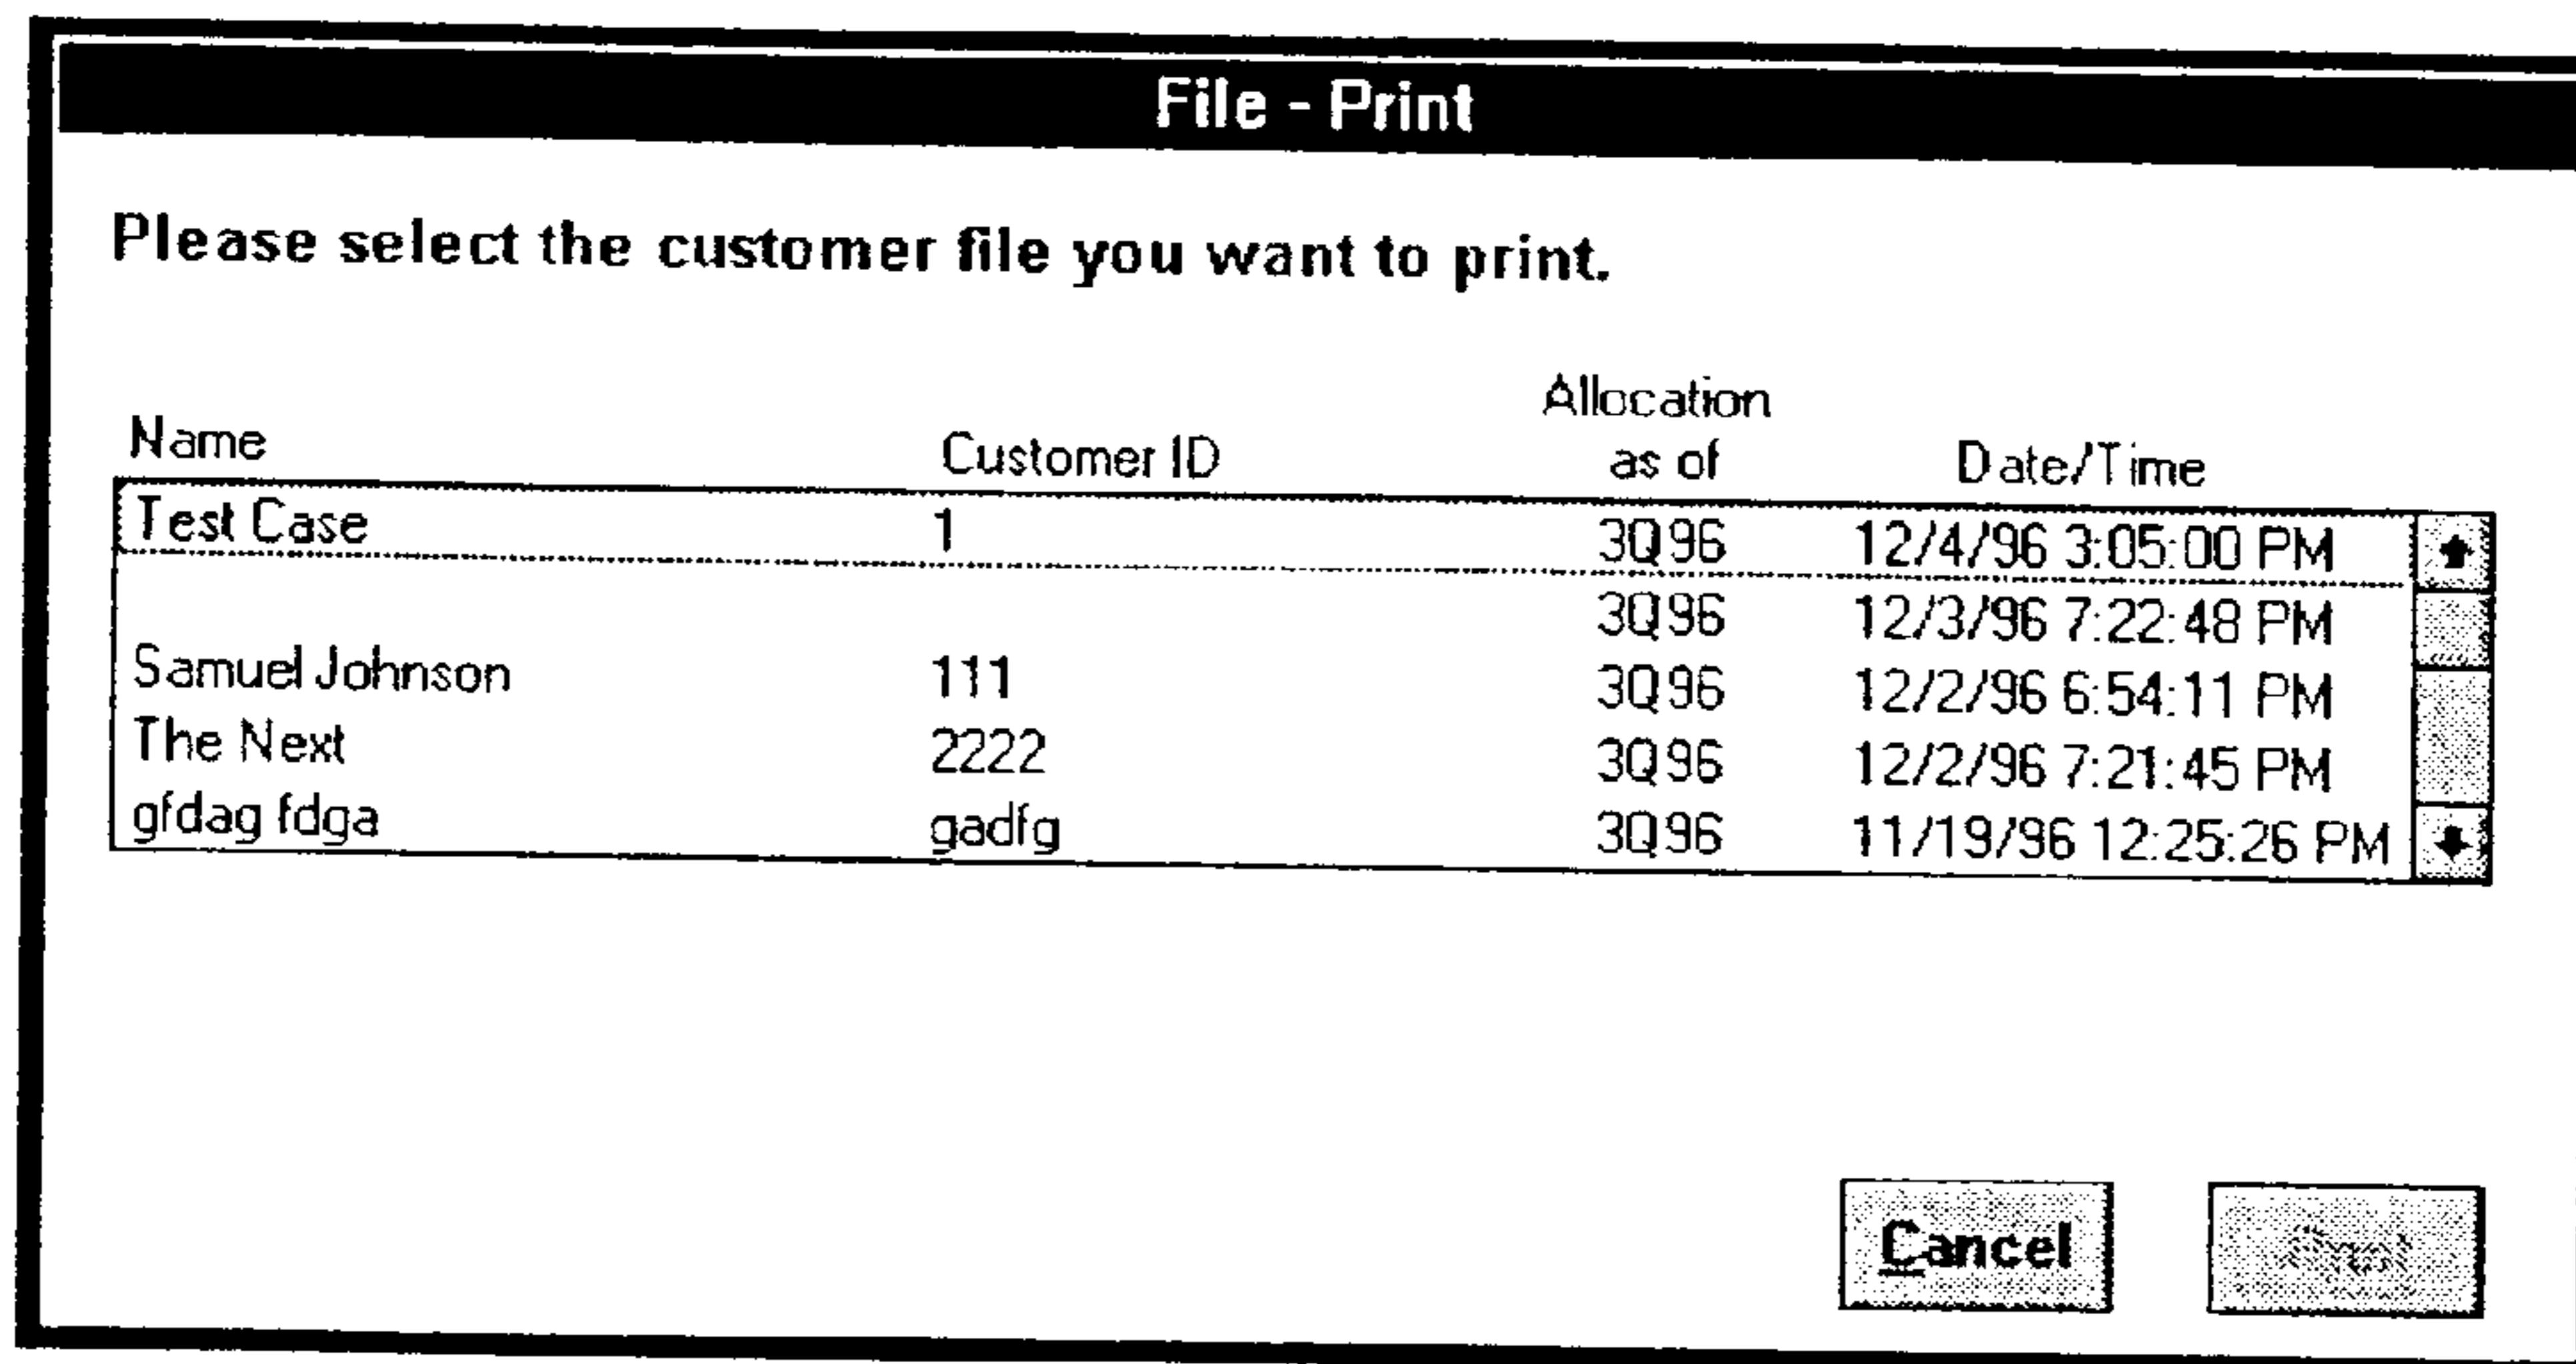 File - Print
Please select the customer file you want to print.
Name Customer ID Allocation as of Date/Time
Test Case 1 3Q96 12/4/96 3:05:00 PM
3Q96 12/3/96 7:22:48 PM
Samuel Johnson 111 3Q96 12/2/96 6:54:11 PM
The Next 2222 3Q96 12/2/96 7:21:45 PM
gfdag fdga gadfg 3Q96 11/19/96 12:25:26 PM
Cancel